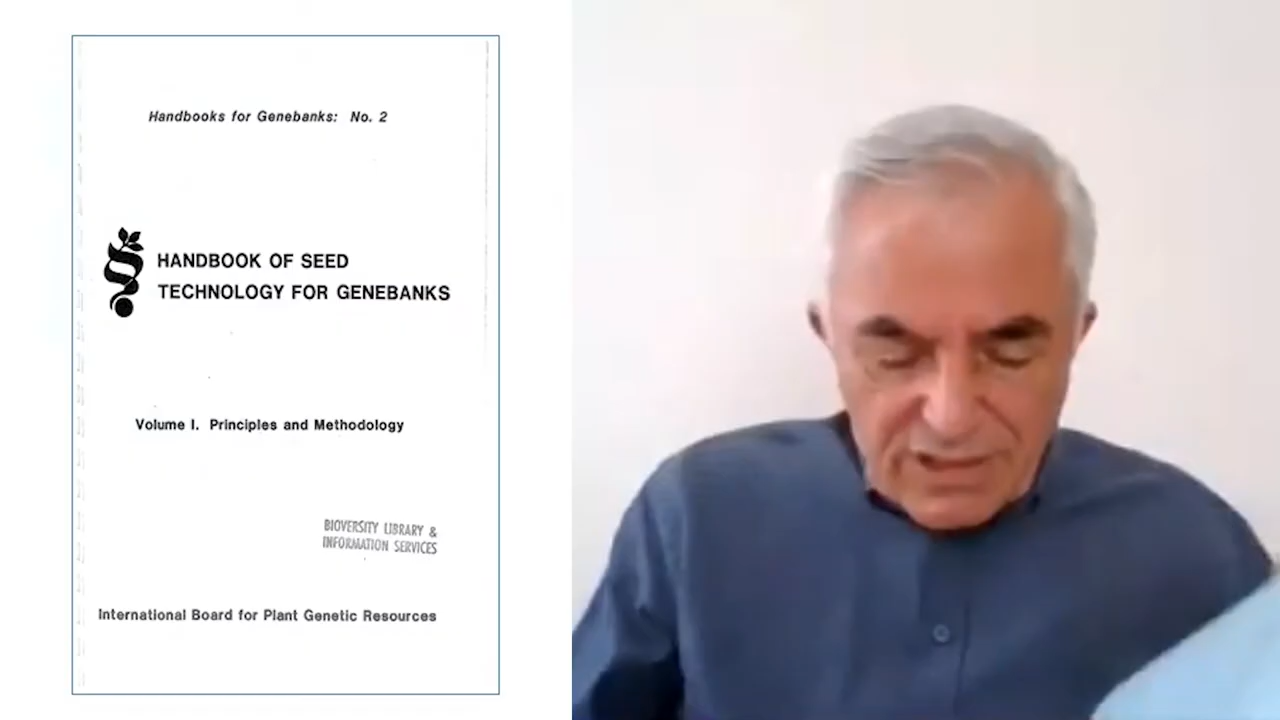 Handbooks for Genebanks: No. 2
HANDBOOK OF SEED
TECHNOLOGY FOR GENEBANKS
Volume I. Principles and Methodology
BIOVERSITY LIBRARY &
INFORMATION SERVICES
International Board for Plant Genetic Resources